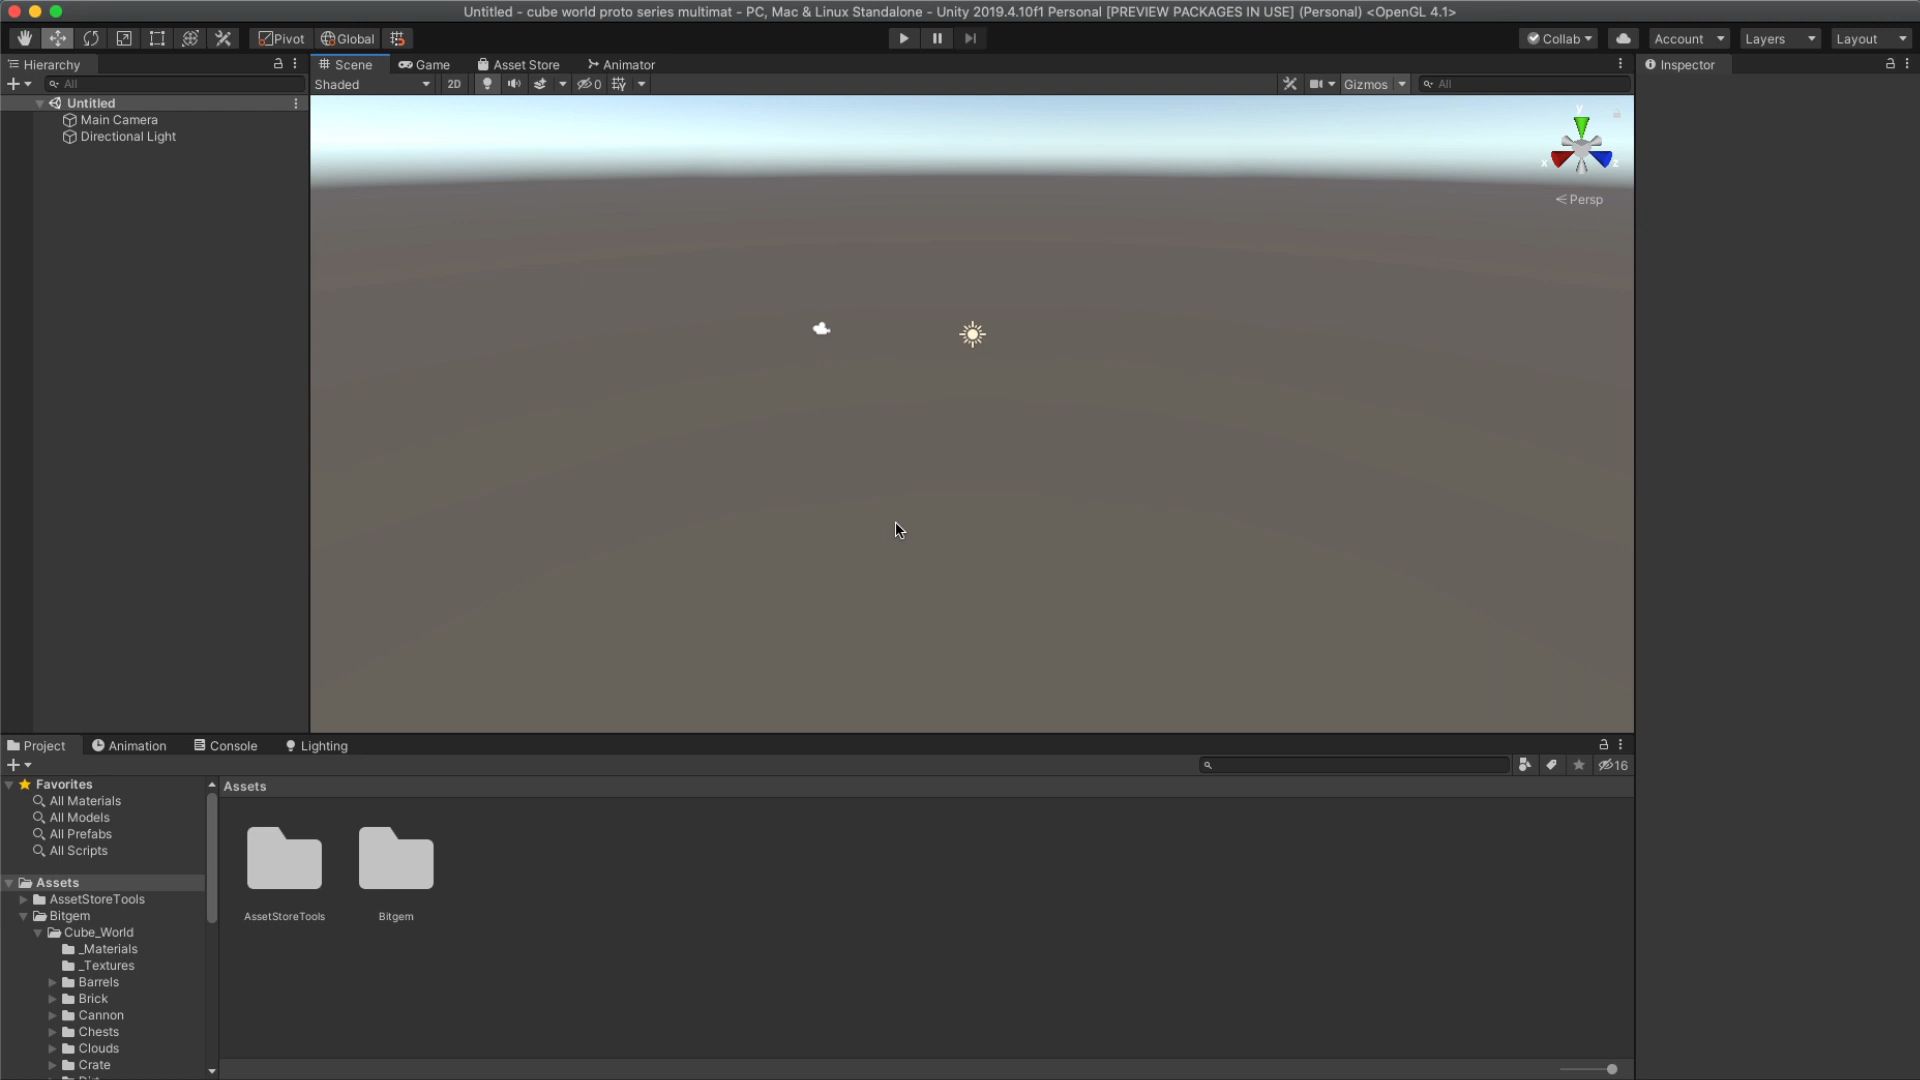 Untitled - cube world proto series multimat - PC, Mac & Linux Standalone - Unity 2019.4.10f1 Personal [PREVIEW PACKAGES IN USE] (Personal) <OpenGL 4.1>
Pivot Global Collab Account Layers Layout
Hierarchy
All
Untitled
Main Camera
Directional Light
Scene Game Asset Store Animator
Shaded 2D 0 Gizmos All
y
x z
Persp
Inspector
Project Animation Console Lighting
16
Favorites
All Materials
All Models
All Prefabs
All Scripts
Assets
AssetStoreTools
Bitgem
Cube_World
_Materials
_Textures
Barrels
Brick
Cannon
Chests
Clouds
Crate
Assets
AssetStoreTools Bitgem